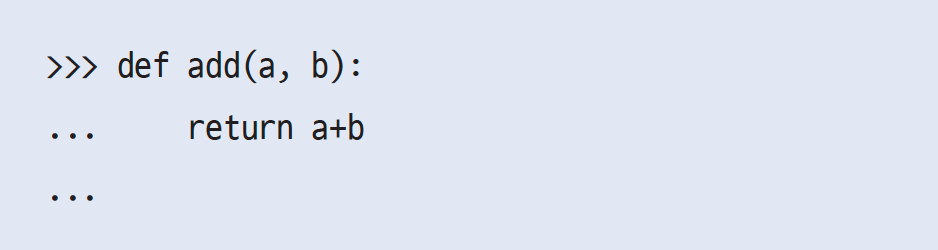 >>> def add(a, b):
...     return a+b
...